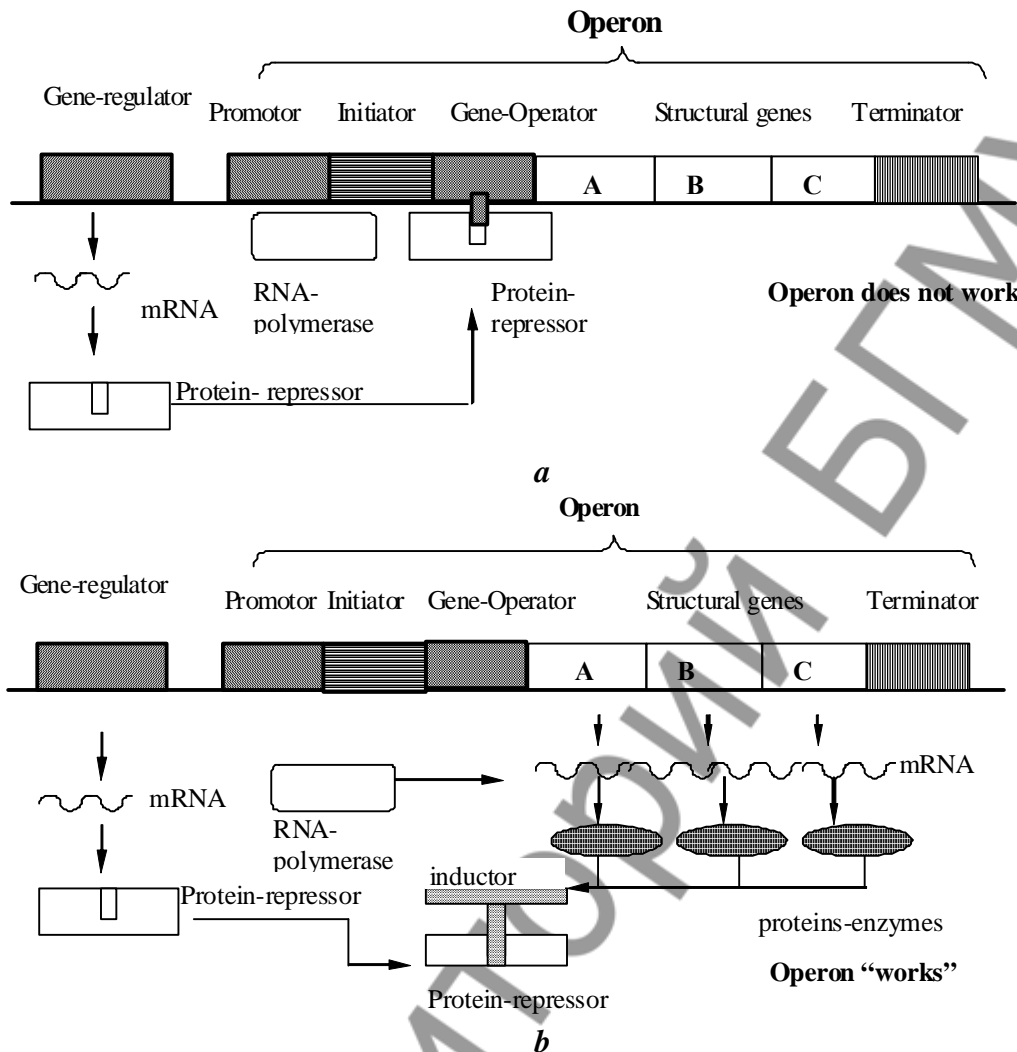 Operon
Gene-regulator
Promotor Initiator Gene-Operator Structural genes Terminator
A B C
mRNA
RNA-
polymerase
Protein-
repressor
Operon does not work
Protein- repressor
a
Operon
Gene-regulator
Promotor Initiator Gene-Operator Structural genes Terminator
A B C
mRNA
mRNA
RNA-
polymerase
inductor
Protein-repressor
proteins-enzymes
Operon “works”
Protein-repressor
b